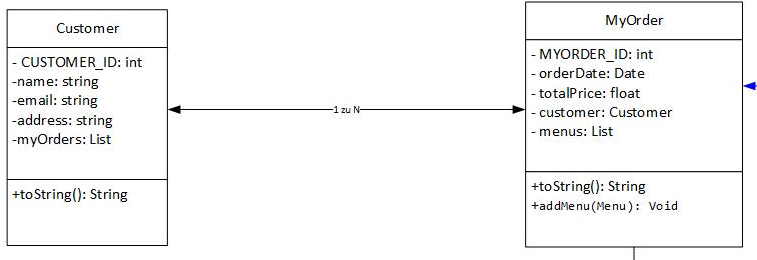 Customer
- CUSTOMER_ID: int
-name: string
-email: string
-address: string
-myOrders: List
+toString(): String
1 zu N
MyOrder
- MYORDER_ID: int
- orderDate: Date
- totalPrice: float
- customer: Customer
- menus: List
+toString(): String
+addMenu(Menu): Void